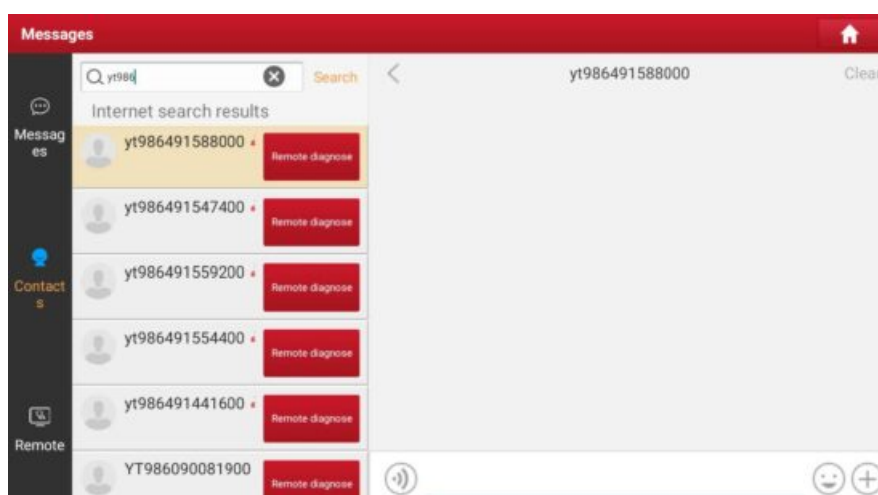 Messages
yt986
Search
yt986491588000
Clea
Internet search results
Messag
es
yt986491588000
Remote diagnose
yt986491547400
Remote diagnose
Contact
s
yt986491559200
Remote diagnose
yt986491554400
Remote diagnose
yt986491441600
Remote diagnose
Remote
YT986090081900
Remote diagnose